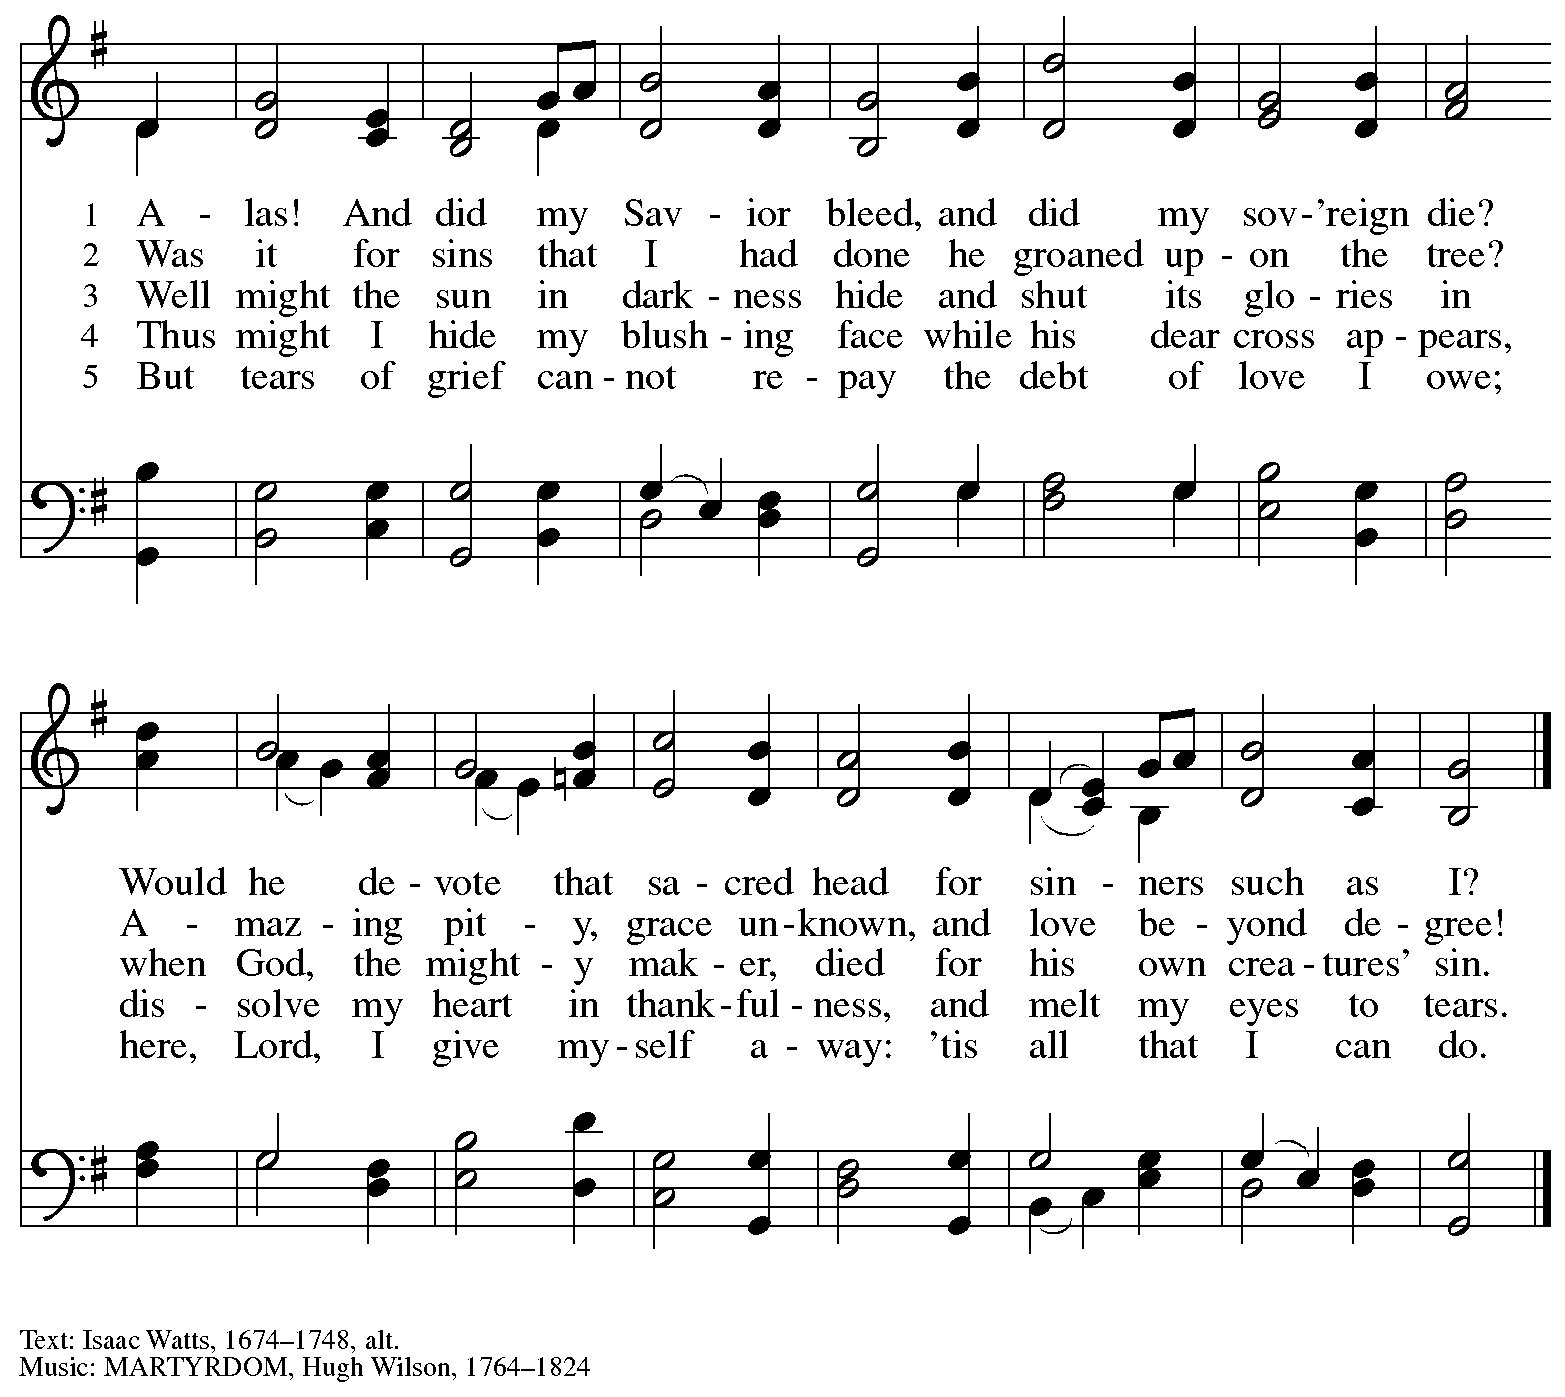 1 A - las! And did my Sav - ior bleed, and did my sov-’reign die?
2 Was it for sins that I had done he groaned up - on the tree?
3 Well might the sun in dark - ness hide and shut its glo - ries in
4 Thus might I hide my blush - ing face while his dear cross ap - pears,
5 But tears of grief can - not re - pay the debt of love I owe;
Would he de - vote that sa - cred head for sin - ners such as I?
A - maz - ing pit - y, grace un-known, and love be - yond de - gree!
when God, the might - y mak - er, died for his own crea - tures’ sin.
dis - solve my heart in thank-ful - ness, and melt my eyes to tears.
here, Lord, I give my-self a - way: ’tis all that I can do.
Text: Isaac Watts, 1674–1748, alt.
Music: MARTYRDOM, Hugh Wilson, 1764–1824